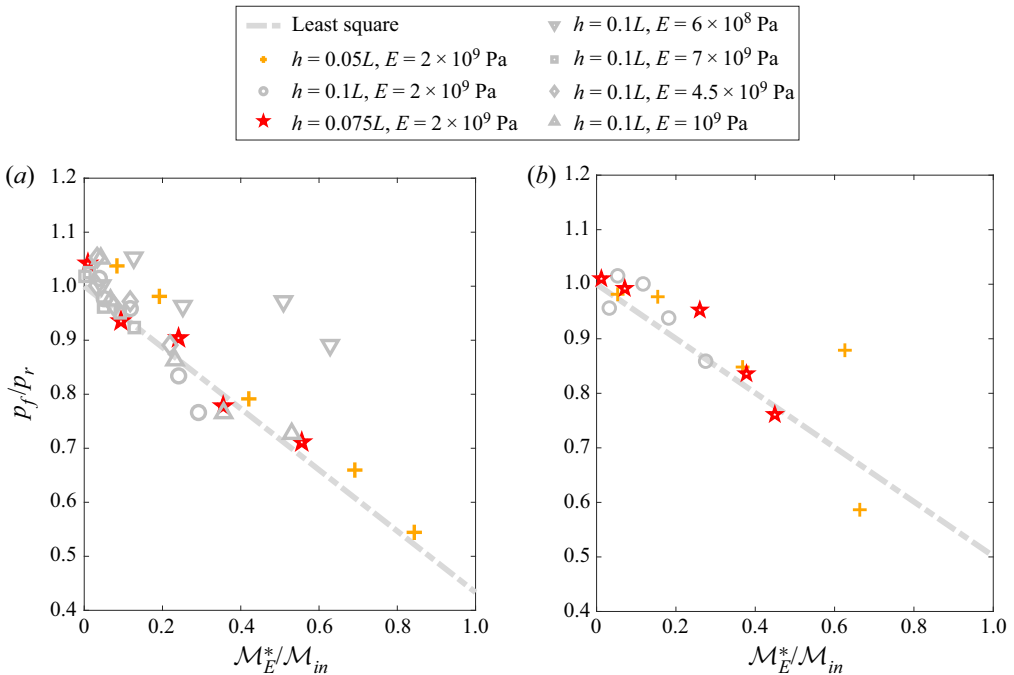 Least square
h = 0.05L, E = 2 × 10⁹ Pa
h = 0.1L, E = 2 × 10⁹ Pa
h = 0.075L, E = 2 × 10⁹ Pa
h = 0.1L, E = 6 × 10⁸ Pa
h = 0.1L, E = 7 × 10⁹ Pa
h = 0.1L, E = 4.5 × 10⁹ Pa
h = 0.1L, E = 10⁹ Pa
(a)
1.2
1.1
1.0
0.9
0.8
0.7
0.6
0.5
0.4
p_f/p_r
0 0.2 0.4 0.6 0.8 1.0
ℳ_E^*/ℳ_in
(b)
1.2
1.1
1.0
0.9
0.8
0.7
0.6
0.5
0.4
0 0.2 0.4 0.6 0.8 1.0
ℳ_E^*/ℳ_in